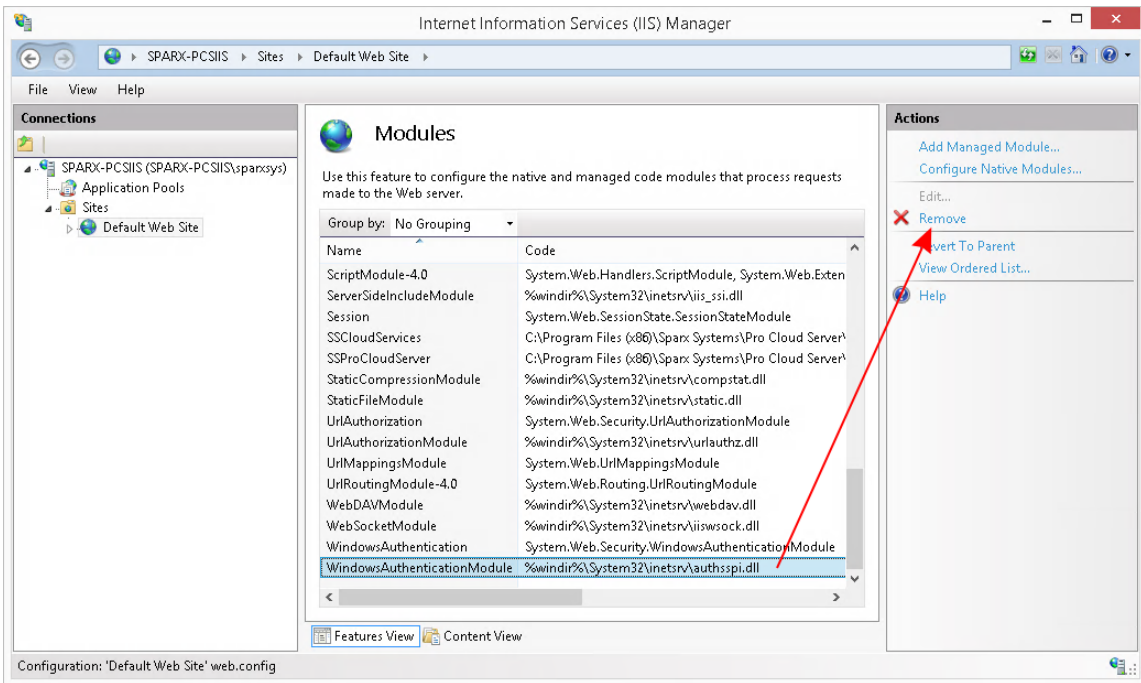 Internet Information Services (IIS) Manager
SPARX-PCSIIS Sites Default Web Site
File View Help
Connections
SPARX-PCSIIS (SPARX-PCSIIS\sparxsys)
Application Pools
Sites
Default Web Site
Modules
Use this feature to configure the native and managed code modules that process requests
made to the Web server.
Group by: No Grouping
Name Code
ScriptModule-4.0 System.Web.Handlers.ScriptModule, System.Web.Exten
ServerSideIncludeModule %windir%\System32\inetsrv\iis_ssi.dll
Session System.Web.SessionState.SessionStateModule
SSCloudServices C:\Program Files (x86)\Sparx Systems\Pro Cloud Server\
SSProCloudServer C:\Program Files (x86)\Sparx Systems\Pro Cloud Server\
StaticCompressionModule %windir%\System32\inetsrv\compstat.dll
StaticFileModule %windir%\System32\inetsrv\static.dll
UrlAuthorization System.Web.Security.UrlAuthorizationModule
UrlAuthorizationModule %windir%\System32\inetsrv\urlauthz.dll
UrlMappingsModule System.Web.UrlMappingsModule
UrlRoutingModule-4.0 System.Web.Routing.UrlRoutingModule
WebDAVModule %windir%\System32\inetsrv\webdav.dll
WebSocketModule %windir%\System32\inetsrv\iiswsock.dll
WindowsAuthentication System.Web.Security.WindowsAuthenticationModule
WindowsAuthenticationModule %windir%\System32\inetsrv\authsspi.dll
Features View Content View
Actions
Add Managed Module...
Configure Native Modules...
Edit...
Remove
Revert To Parent
View Ordered List...
Help
Configuration: 'Default Web Site' web.config